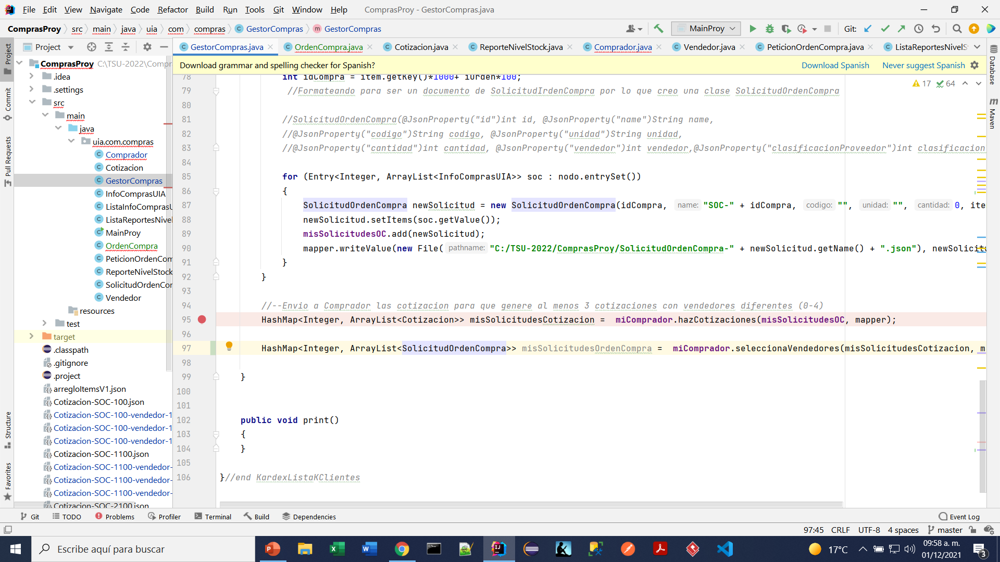 File Edit View Navigate Code Refactor Build Run Tools Git Window Help ComprasProy - GestorCompras.java
ComprasProy src main java uia com compras GestorCompras GestorCompras MainProy Git:
Project GestorCompras.java OrdenCompra.java Cotizacion.java ReporteNivelStock.java Comprador.java Vendedor.java PeticionOrdenCompra.java ListaReportesNivelS
Download grammar and spelling checker for Spanish? Download Spanish Never suggest Spanish
Project
Commit
Pull Requests
Structure
Favorites
Database
Maven
ComprasProy C:\TSU-2022\Compr
.idea
.settings
src
main
java
uia.com.compras
Comprador
Cotizacion
GestorCompras
InfoComprasUIA
ListaInfoComprasU
ListaReportesNivel
MainProy
OrdenCompra
PeticionOrdenCom
ReporteNivelStock
SolicitudOrdenCor
Vendedor
resources
test
target
.classpath
.gitignore
.project
arregloItemsV1.json
Cotizacion-SOC-100.json
Cotizacion-SOC-100-vendedor-1
Cotizacion-SOC-100-vendedor-1
Cotizacion-SOC-100-vendedor-1
Cotizacion-SOC-1100.json
Cotizacion-SOC-1100-vendedor-
Cotizacion-SOC-1100-vendedor-
Cotizacion-SOC-1100-vendedor-
Cotizacion-SOC-2100.json
17 64
78 int idCompra = item.getKey()*1000+ iOrden*100;
79 //Formateando para ser un documento de SolicitudIrdenCompra por lo que creo una clase SolicitudOrdenCompra
80
81 //SolicitudOrdenCompra(@JsonProperty("id")int id, @JsonProperty("name")String name,
82 //@JsonProperty("codigo")String codigo, @JsonProperty("unidad")String unidad,
83 //@JsonProperty("cantidad")int cantidad, @JsonProperty("vendedor")int vendedor,@JsonProperty("clasificacionProveedor")int clasificacion
84
85 for (Entry<Integer, ArrayList<InfoComprasUIA>> soc : nodo.entrySet())
86 {
87 SolicitudOrdenCompra newSolicitud = new SolicitudOrdenCompra(idCompra, name: "SOC-" + idCompra, codigo: "", unidad: "", cantidad: 0, ite
88 newSolicitud.setItems(soc.getValue());
89 misSolicitudesOC.add(newSolicitud);
90 mapper.writeValue(new File( pathname: "C:/TSU-2022/ComprasProy/SolicitudOrdenCompra-" + newSolicitud.getName() + ".json"), newSolicitu
91 }
92 }
93
94 //--Envio a Comprador las cotizacion para que genere al menos 3 cotizaciones con vendedores diferentes (0-4)
95 HashMap<Integer, ArrayList<Cotizacion>> misSolicitudesCotizacion = miComprador.hazCotizaciones(misSolicitudesOC, mapper);
96
97 HashMap<Integer, ArrayList<SolicitudOrdenCompra>> misSolicitudesOrdenCompra = miComprador.seleccionaVendedores(misSolicitudesCotizacion, m
98
99 }
100
101
102 public void print()
103 {
104 }
105
106 }//end KardexListaKClientes
Git TODO Problems Profiler Terminal Build Dependencies Event Log
97:45 CRLF UTF-8 4 spaces master
Escribe aquí para buscar 17°C 09:58 a. m.
01/12/2021 3